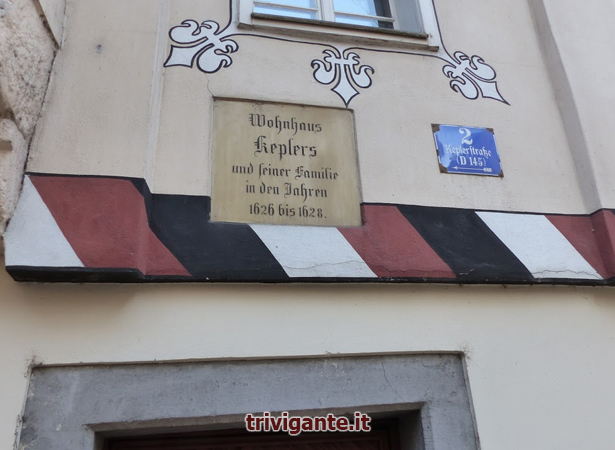 Wohnhaus
Keplers
und seiner Familie
in den Jahren
1626 bis 1628.
2
Keplerstraße
(D 145)
trivigante.it